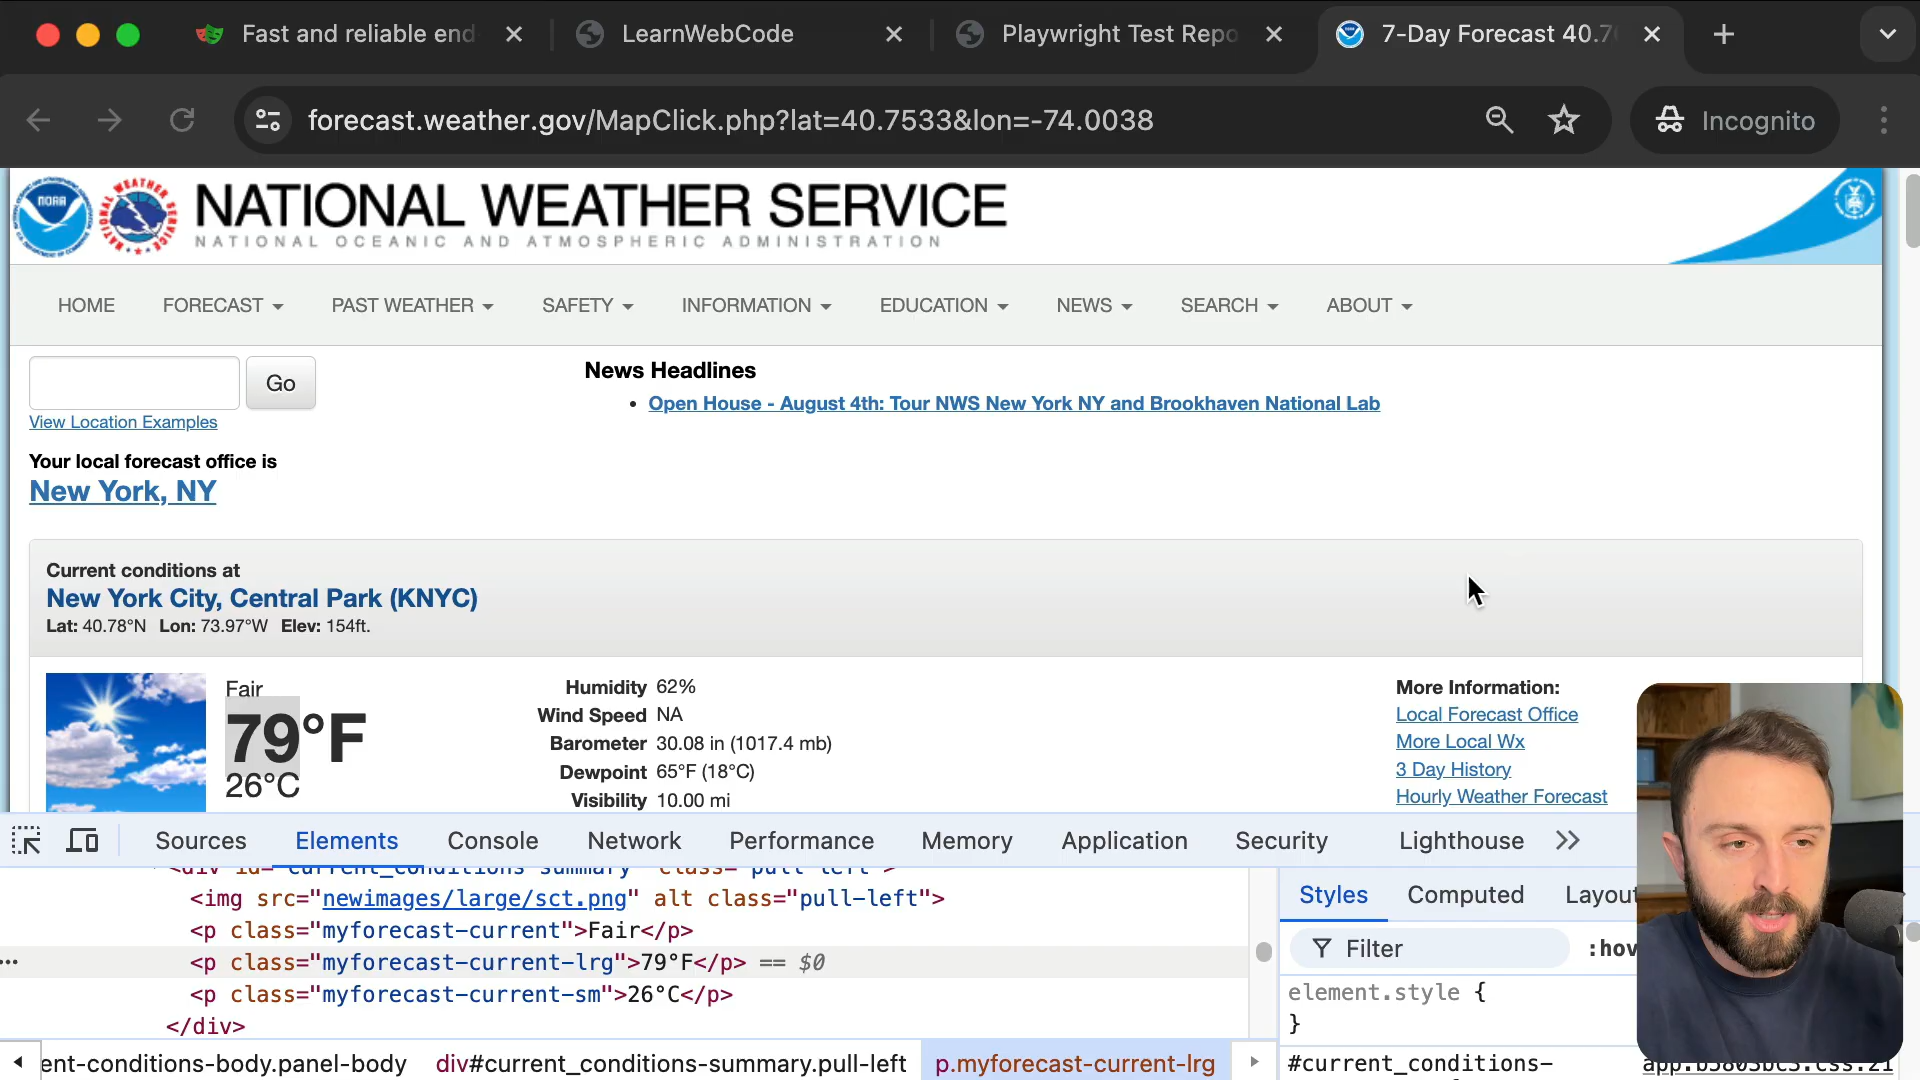 Fast and reliable end
LearnWebCode
Playwright Test Repo
7-Day Forecast 40.7
forecast.weather.gov/MapClick.php?lat=40.7533&lon=-74.0038
Incognito
NOAA
WEATHER
NATIONAL WEATHER SERVICE
NATIONAL OCEANIC AND ATMOSPHERIC ADMINISTRATION
HOME FORECAST PAST WEATHER SAFETY INFORMATION EDUCATION NEWS SEARCH ABOUT
Go
View Location Examples
News Headlines
• Open House - August 4th: Tour NWS New York NY and Brookhaven National Lab
Your local forecast office is
New York, NY
Current conditions at
New York City, Central Park (KNYC)
Lat: 40.78°N Lon: 73.97°W Elev: 154ft.
Fair
79°F
26°C
Humidity 62%
Wind Speed NA
Barometer 30.08 in (1017.4 mb)
Dewpoint 65°F (18°C)
Visibility 10.00 mi
More Information:
Local Forecast Office
More Local Wx
3 Day History
Hourly Weather Forecast
Sources Elements Console Network Performance Memory Application Security Lighthouse
<div id="current_conditions-summary" class="pull-left">
<img src="newimages/large/sct.png" alt class="pull-left">
<p class="myforecast-current">Fair</p>
<p class="myforecast-current-lrg">79°F</p> == $0
<p class="myforecast-current-sm">26°C</p>
</div>
ent-conditions-body.panel-body div#current_conditions-summary.pull-left p.myforecast-current-lrg
Styles Computed Layout
Filter :hov
element.style {
}
#current_conditions-